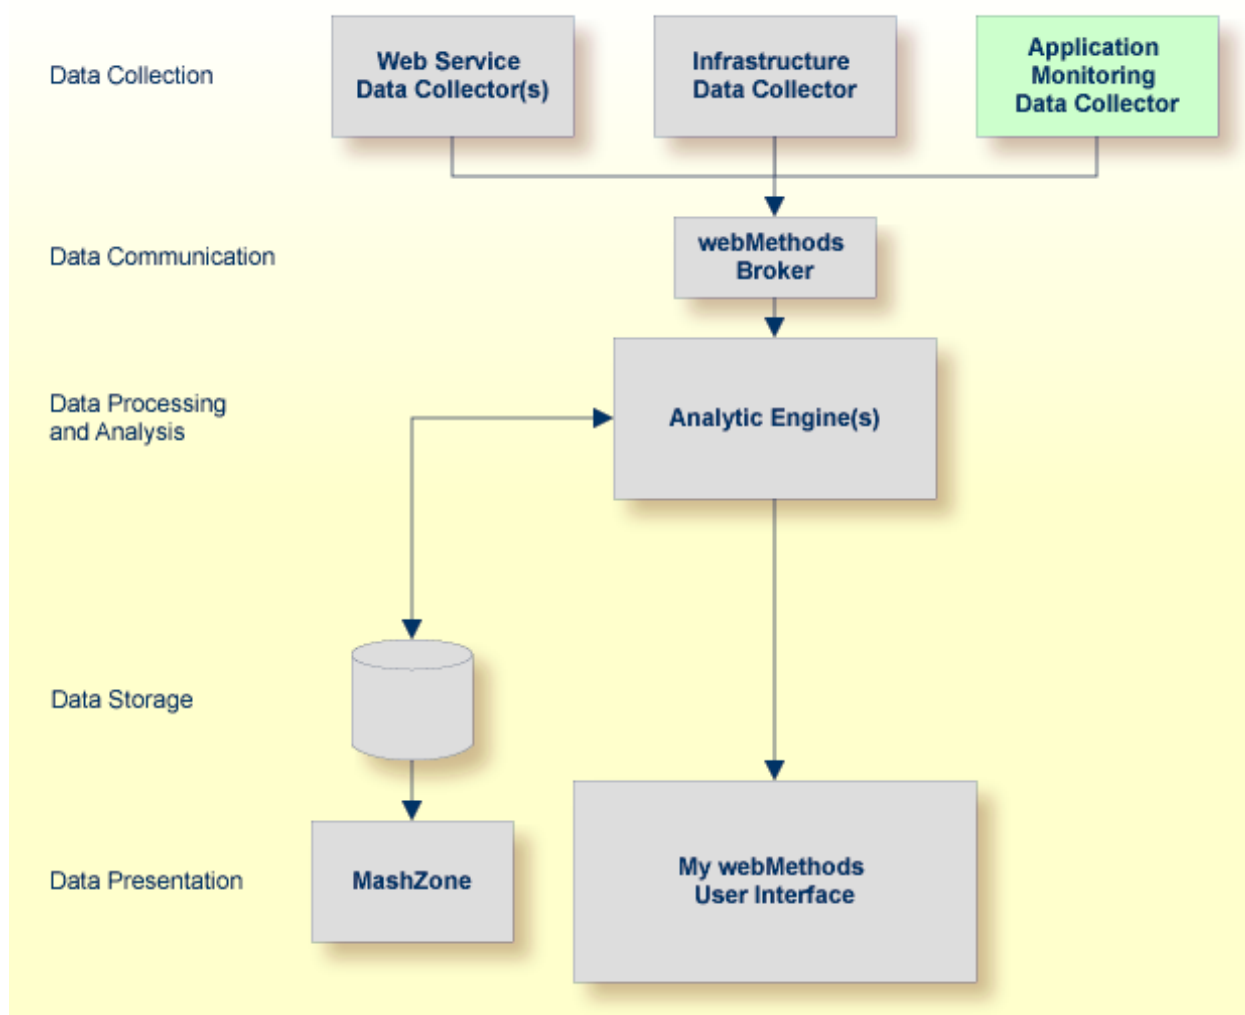 Data Collection
Web Service
Data Collector(s)
Infrastructure
Data Collector
Application
Monitoring
Data Collector
Data Communication
webMethods
Broker
Data Processing
and Analysis
Analytic Engine(s)
Data Storage
Data Presentation
MashZone
My webMethods
User Interface